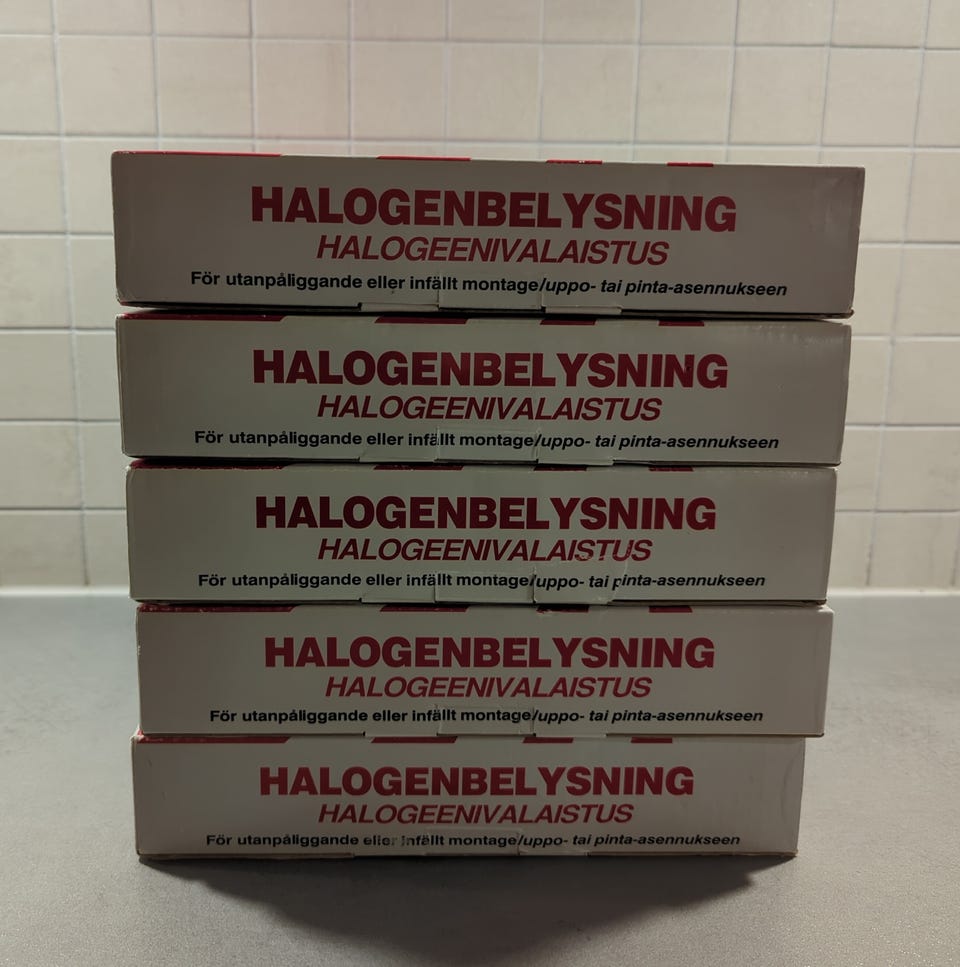 HALOGENBELYSNING
HALOGEENIVALAISTUS
För utanpåliggande eller infällt montage/uppo- tai pinta-asennukseen
HALOGENBELYSNING
HALOGEENIVALAISTUS
För utanpåliggande eller infällt montage/uppo- tai pinta-asennukseen
HALOGENBELYSNING
HALOGEENIVALAISTUS
För utanpåliggande eller infällt montage/uppo- tai pinta-asennukseen
HALOGENBELYSNING
HALOGEENIVALAISTUS
För utanpåliggande eller infällt montage/uppo- tai pinta-asennukseen
HALOGENBELYSNING
HALOGEENIVALAISTUS
För utanpåliggande eller infällt montage/uppo- tai pinta-asennukseen